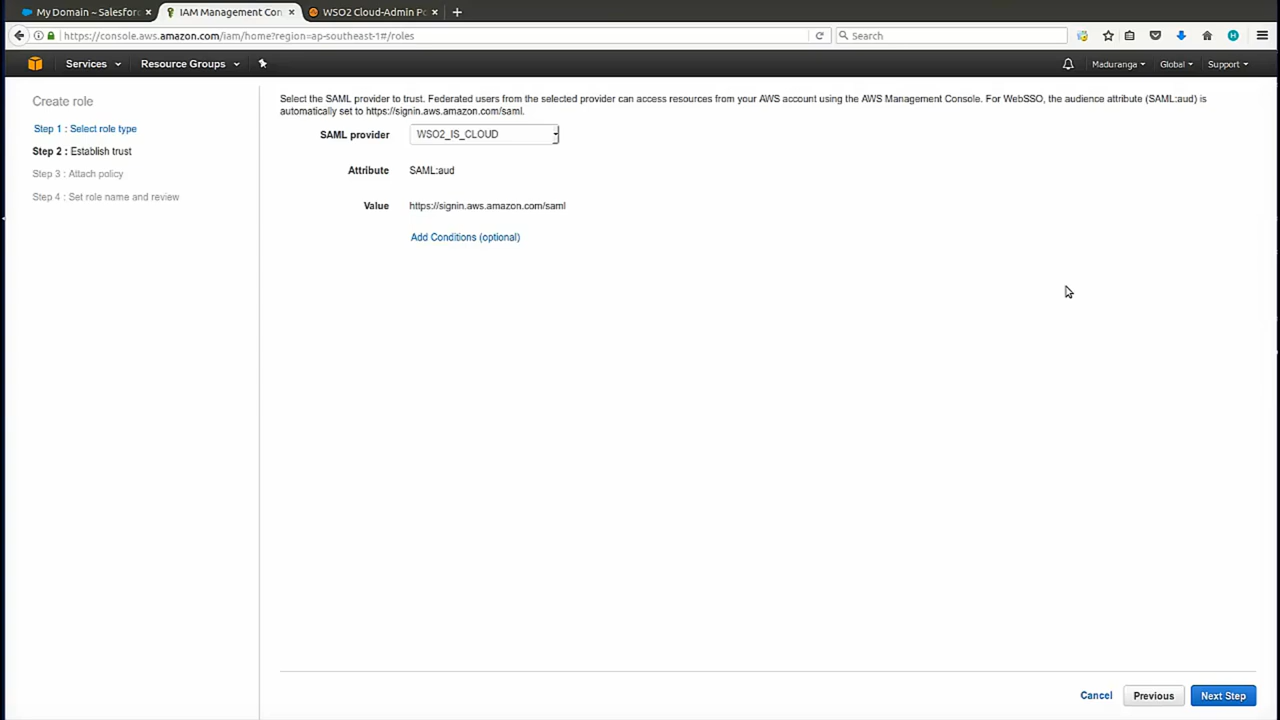 My Domain ~ Salesforc
IAM Management Con
WSO2 Cloud-Admin Po
https://console.aws.amazon.com/iam/home?region=ap-southeast-1#/roles
Search
Services
Resource Groups
Maduranga
Global
Support
Create role
Step 1 : Select role type
Step 2 : Establish trust
Step 3 : Attach policy
Step 4 : Set role name and review
Select the SAML provider to trust. Federated users from the selected provider can access resources from your AWS account using the AWS Management Console. For WebSSO, the audience attribute (SAML:aud) is
automatically set to https://signin.aws.amazon.com/saml.
SAML provider WSO2_IS_CLOUD
Attribute SAML:aud
Value https://signin.aws.amazon.com/saml
Add Conditions (optional)
Cancel
Previous
Next Step